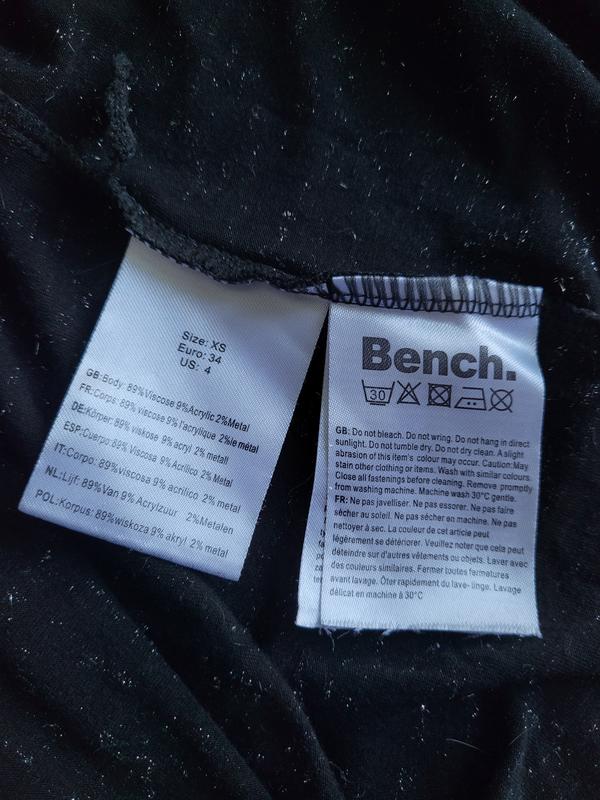 Size: XS
Euro: 34
US: 4
GB:Body: 89%Viscose 9%Acrylic 2%Metal
FR:Corps: 89% viscose 9% l'acrylique 2%ie métal
DE:Körper: 89% viskose 9% acryl 2% metall
ESP:Cuerpo:89% Viscosa 9% Acrílico 2% Metal
IT:Corpo: 89%viscosa 9% acrilico 2% metal
NL:Lijf: 89%Van 9% Acrylzuur 2%Metalen
POL:Korpus: 89%wiskoza 9% akryl 2% metal
Bench.
30
GB: Do not bleach. Do not wring. Do not hang in direct
sunlight. Do not tumble dry. Do not dry clean. A slight
abrasion of this item's colour may occur. Caution:May
stain other clothing or items. Wash with similar colours.
Close all fastenings before cleaning. Remove promptly
from washing machine. Machine wash 30°C gentle.
FR: Ne pas javelliser. Ne pas essorer. Ne pas faire
sécher au soleil. Ne pas sécher en machine. Ne pas
nettoyer à sec. La couleur de cet article peut
légèrement se détériorer. Veuillez noter que cela peut
déteindre sur d'autres vêtements ou objets. Laver avec
des couleurs similaires. Fermer toutes fermetures
avant lavage. Ôter rapidement du lave-linge. Lavage
délicat en machine à 30°C